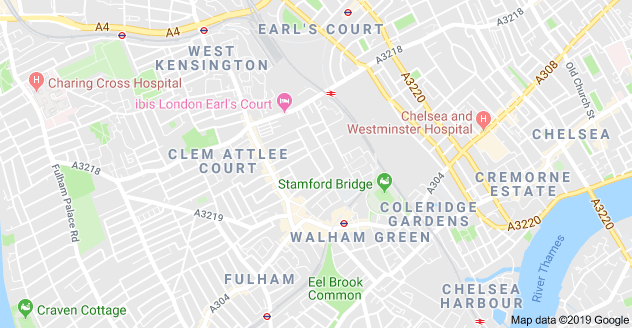 A4
A4
EARL'S COURT
A3218
WEST
KENSINGTON
A3218
A3220
A308
Old Church St
Charing Cross Hospital
ibis London Earl's Court
Chelsea and
Westminster Hospital
CHELSEA
CLEM ATTLEE
COURT
A3218
Fulham Palace Rd
Stamford Bridge
A304
CREMORNE
ESTATE
COLERIDGE
GARDENS
A3219
A3220
A3220
WALHAM GREEN
River Thames
FULHAM
Eel Brook
Common
CHELSEA
HARBOUR
A304
Craven Cottage
Map data ©2019 Google